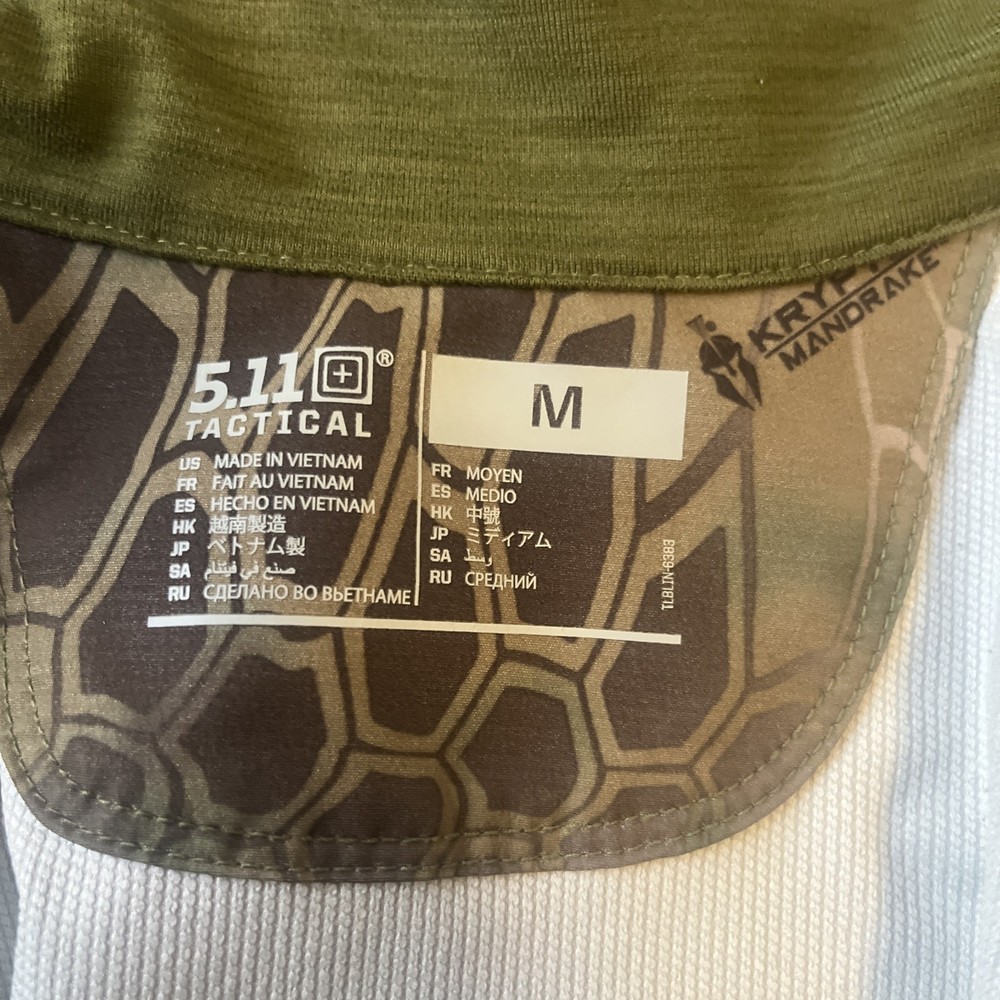 5.11 ®
TACTICAL
US MADE IN VIETNAM
FR FAIT AU VIETNAM
ES HECHO EN VIETNAM
HK 越南製造
JP ベトナム製
SA صنع في فيتنام
RU СДЕЛАНО ВО ВЬЕТНАМЕ
M
FR MOYEN
ES MEDIO
HK 中號
JP ミディアム
SA وسط
RU СРЕДНИЙ
TLBLIN-6383
MANDRAKE